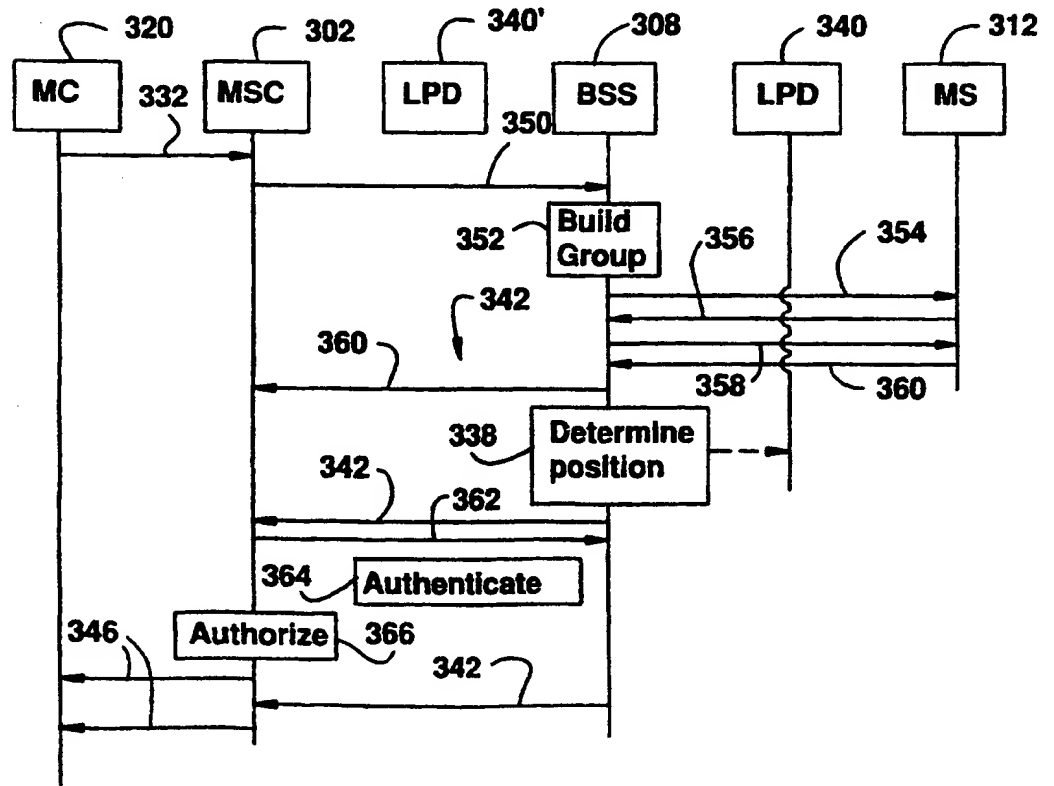 320 302 340' 308 340 312
MC MSC LPD BSS LPD MS
332
350
352 Build Group
356 354
342
360
358 360
338 Determine position
342 362
364 Authenticate
346 Authorize 366
342